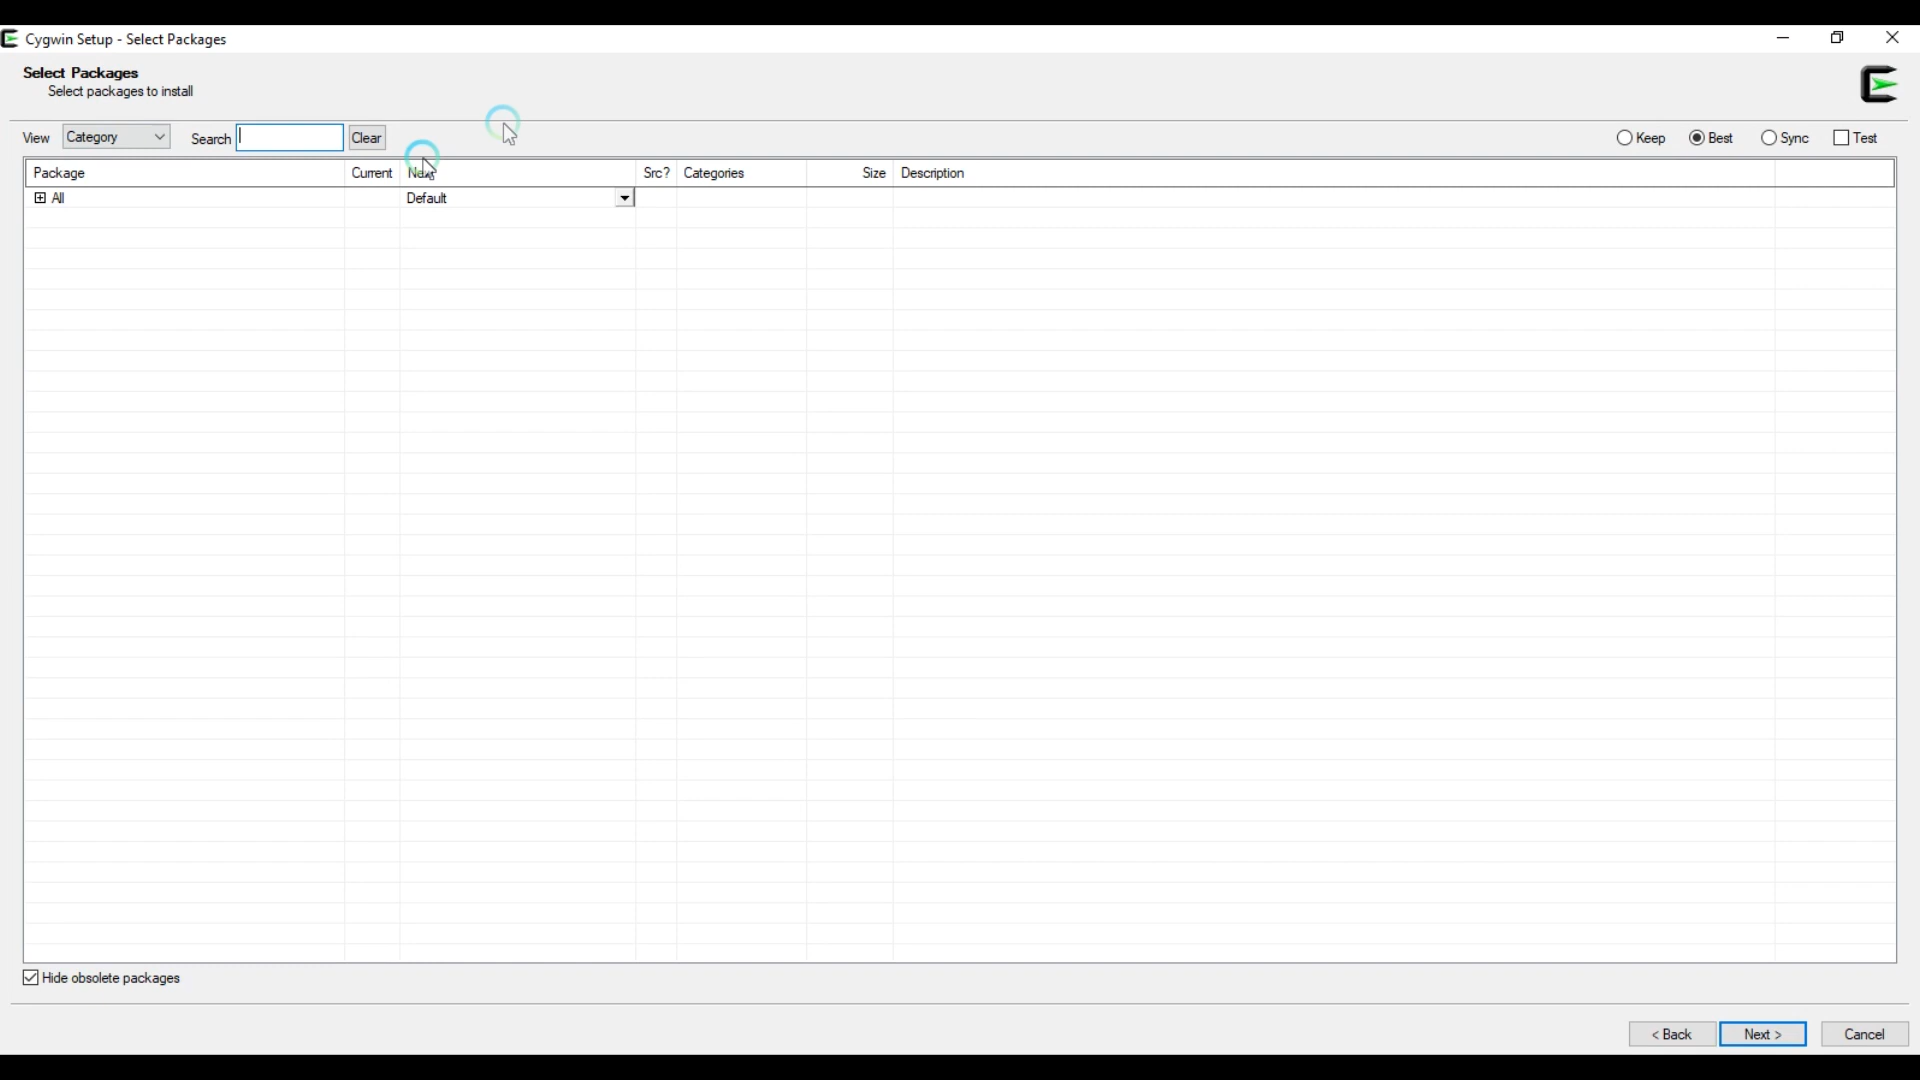 Cygwin Setup - Select Packages
Select Packages
Select packages to install
View Category Search Clear Keep Best Sync Test
Package Current New Src? Categories Size Description
All Default
Hide obsolete packages
< Back Next > Cancel